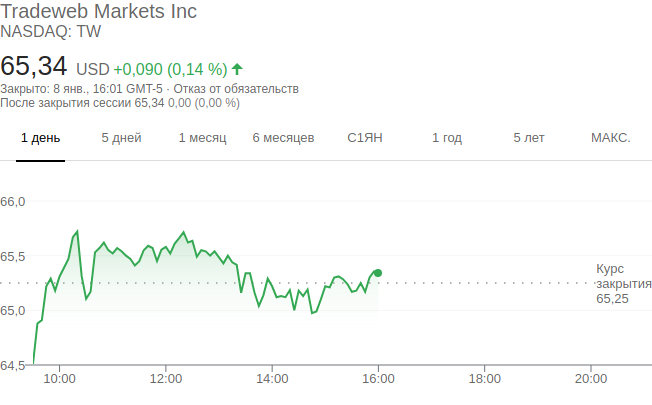 Tradeweb Markets Inc
NASDAQ: TW
65,34 USD +0,090 (0,14 %)
Закрыто: 8 янв., 16:01 GMT-5 · Отказ от обязательств
После закрытия сессии 65,34 0,00 (0,00 %)
1 день 5 дней 1 месяц 6 месяцев С1ЯН 1 год 5 лет МАКС.
66,0
65,5
Курс
закрытия
65,25
65,0
64,5
10:00 12:00 14:00 16:00 18:00 20:00